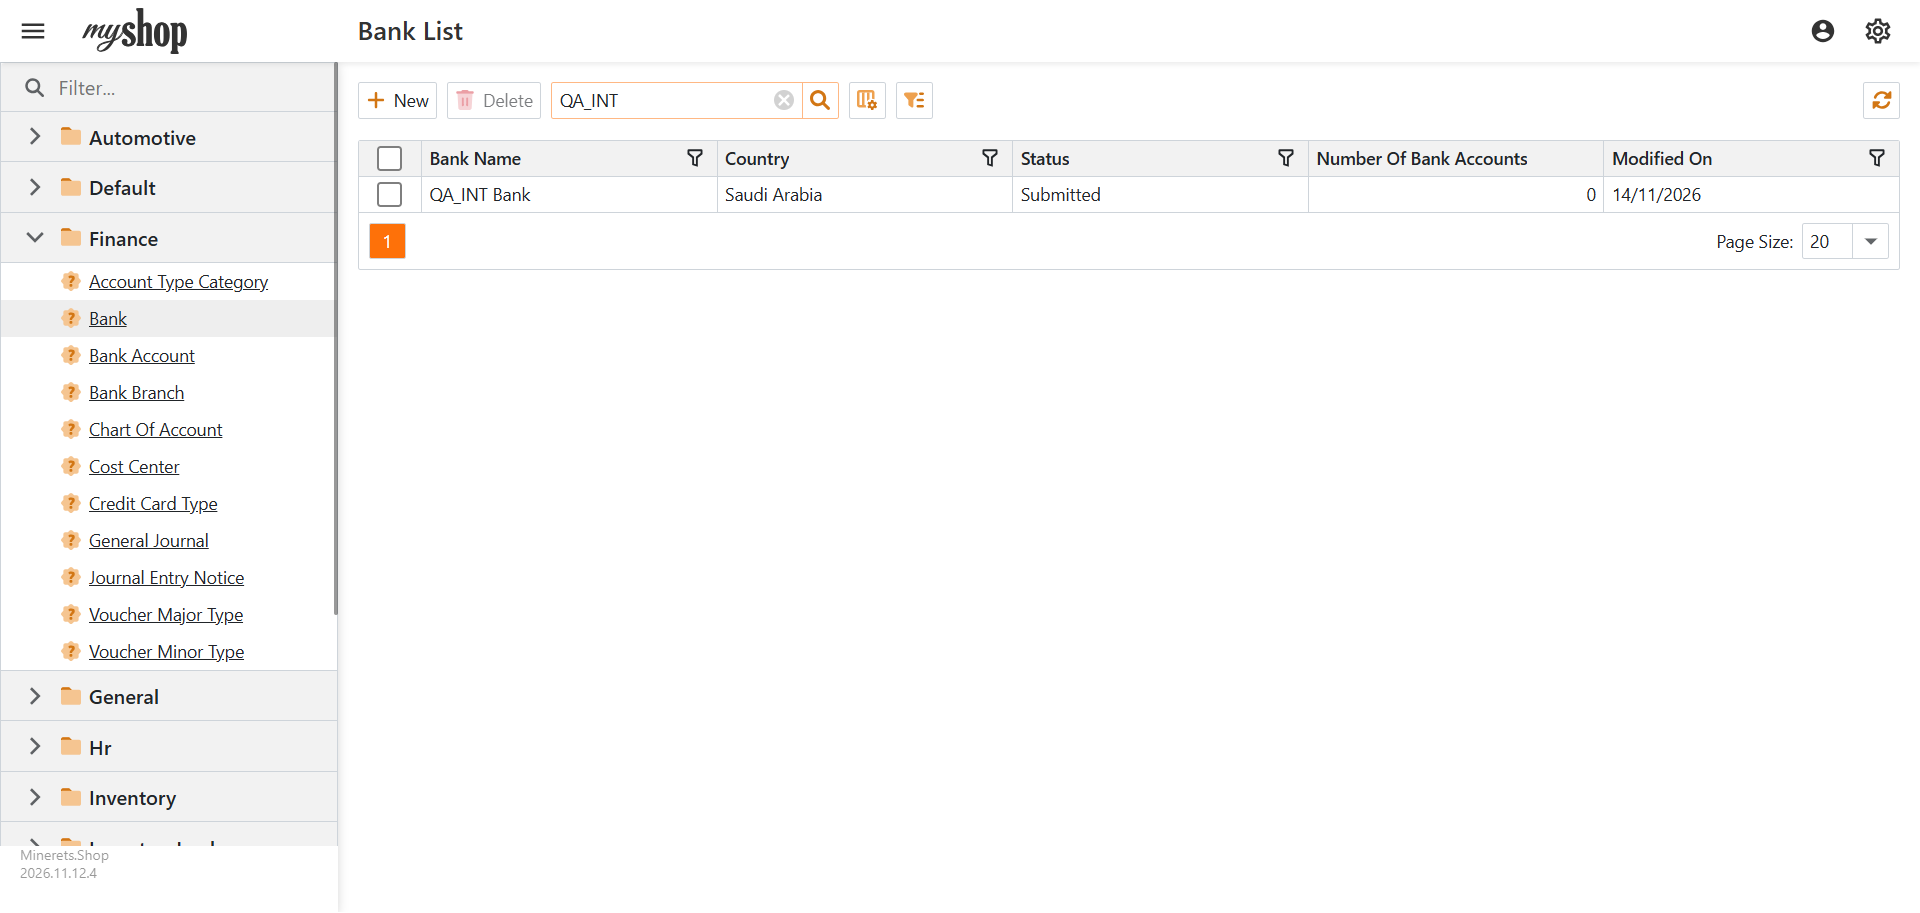 myshop
Bank List
Filter...
New
Delete
QA_INT
Automotive
Default
Finance
Account Type Category
Bank
Bank Account
Bank Branch
Chart Of Account
Cost Center
Credit Card Type
General Journal
Journal Entry Notice
Voucher Major Type
Voucher Minor Type
General
Hr
Inventory
Minerets.Shop
2026.11.12.4
Bank Name
Country
Status
Number Of Bank Accounts
Modified On
QA_INT Bank
Saudi Arabia
Submitted
0
14/11/2026
1
Page Size:
20